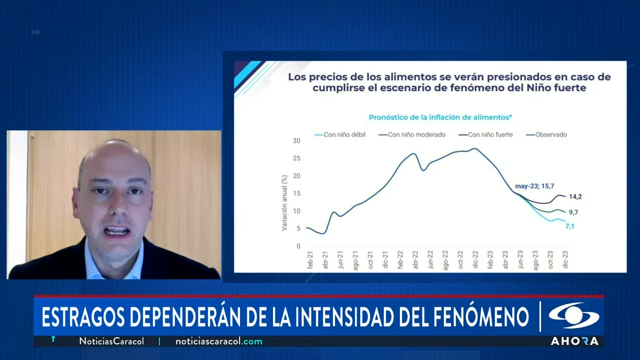 Los precios de los alimentos se verán presionados en caso de
cumplirse el escenario de fenómeno del Niño fuerte
Pronóstico de la inflación de alimentos*
Con niño débil
Con niño moderado
Con niño fuerte
Observado
Variación anual (%)
30
25
20
15
10
5
0
may-23; 15,7
14,2
9,7
7,1
feb-21
abr-21
jun-21
ago-21
oct-21
dic-21
feb-22
abr-22
jun-22
ago-22
oct-22
dic-22
feb-23
abr-23
jun-23
ago-23
oct-23
dic-23
ESTRAGOS DEPENDERÁN DE LA INTENSIDAD DEL FENÓMENO
NoticiasCaracol
noticiascaracol.com
AHORA